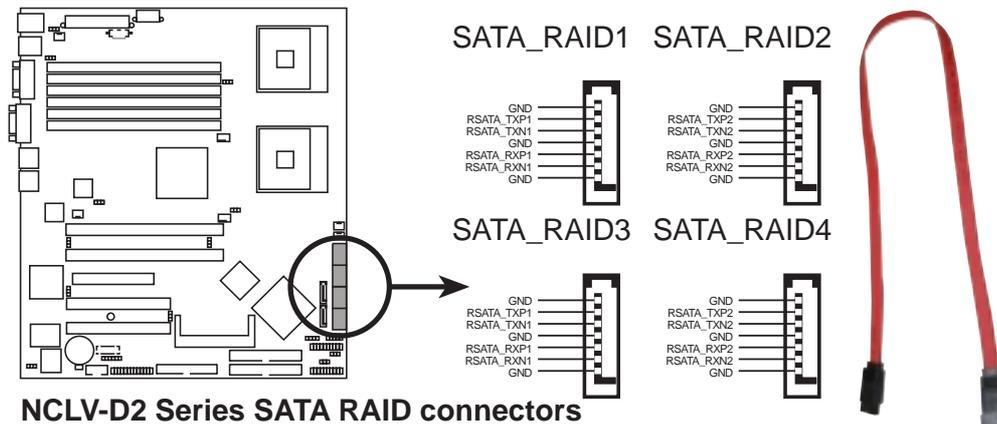 SATA_RAID1 SATA_RAID2
GND
RSATA_TXP1
RSATA_TXN1
GND
RSATA_RXP1
RSATA_RXN1
GND
GND
RSATA_TXP2
RSATA_TXN2
GND
RSATA_RXP2
RSATA_RXN2
GND
SATA_RAID3 SATA_RAID4
GND
RSATA_TXP1
RSATA_TXN1
GND
RSATA_RXP1
RSATA_RXN1
GND
GND
RSATA_TXP2
RSATA_TXN2
GND
RSATA_RXP2
RSATA_RXN2
GND
NCLV-D2 Series SATA RAID connectors